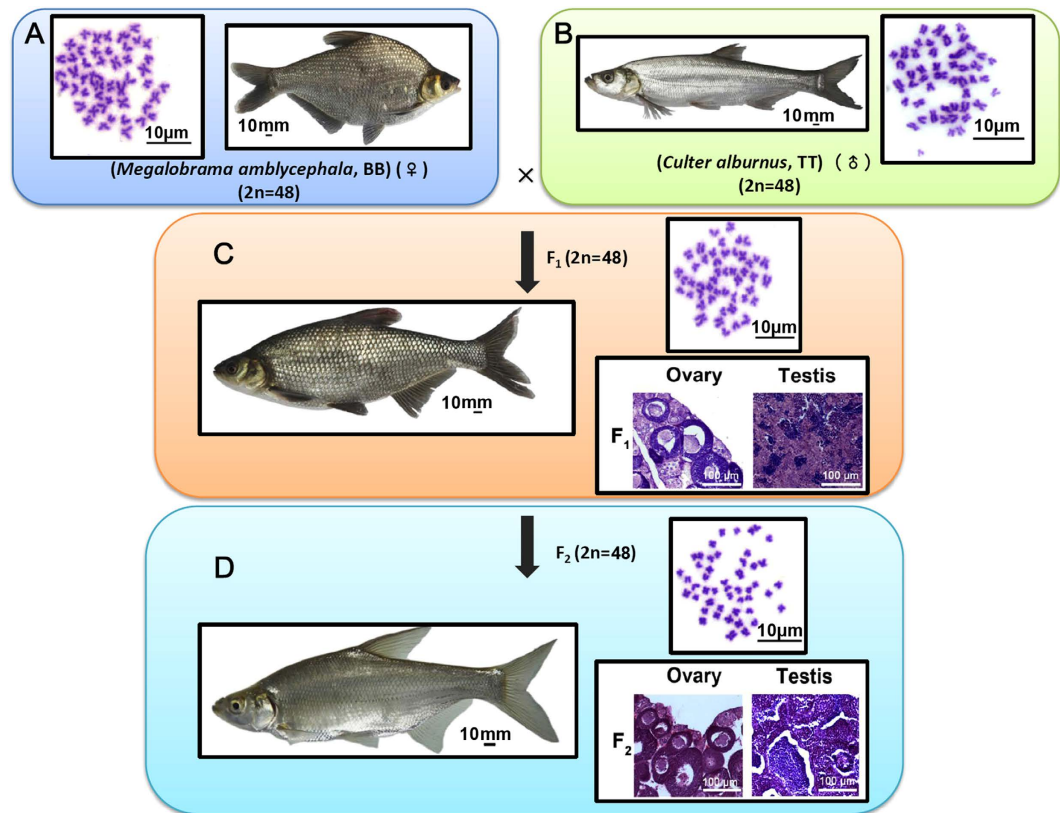 A
10μm
10mm
(Megalobrama amblycephala, BB) (♀)
(2n=48)
×
B
10mm
10μm
(Culter alburnus, TT) (♂)
(2n=48)
C
F₁ (2n=48)
10μm
10mm
Ovary Testis
F₁
100 μm 100 μm
D
F₂ (2n=48)
10μm
10mm
Ovary Testis
F₂
100 μm 100 μm